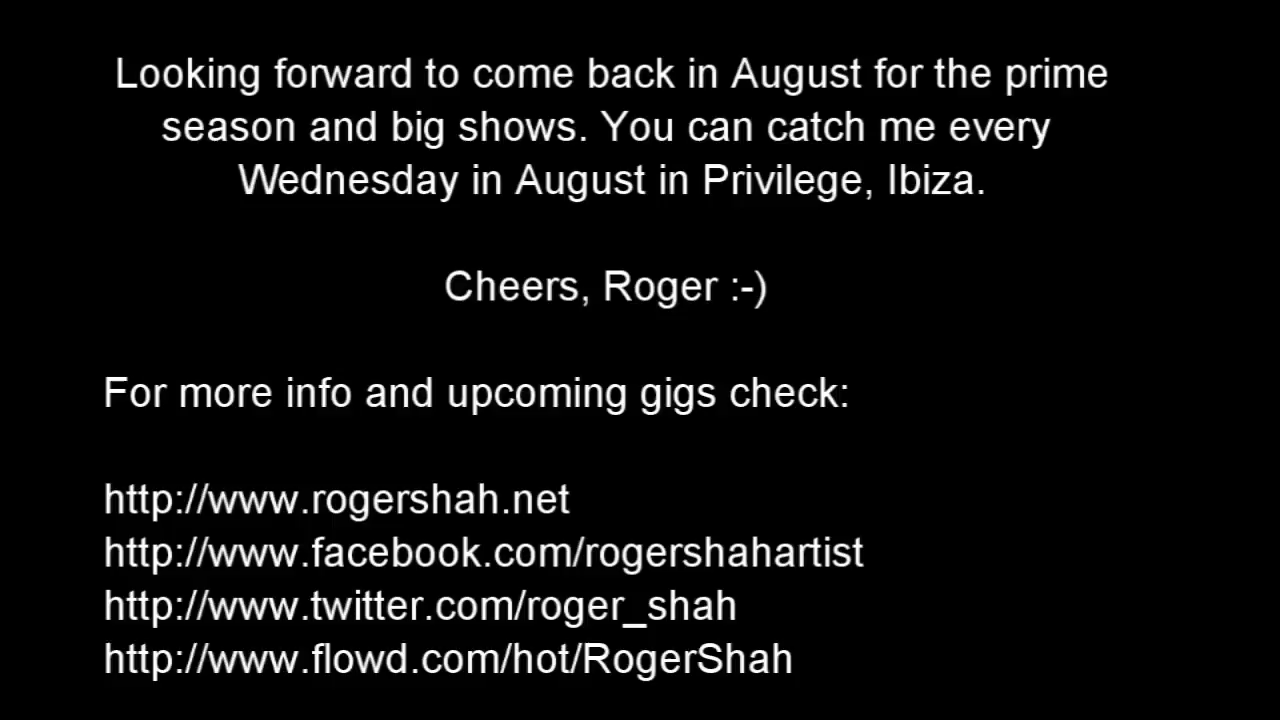 Looking forward to come back in August for the prime
season and big shows. You can catch me every
Wednesday in August in Privilege, Ibiza.
Cheers, Roger :-)
For more info and upcoming gigs check:
http://www.rogershah.net
http://www.facebook.com/rogershahartist
http://www.twitter.com/roger_shah
http://www.flowd.com/hot/RogerShah